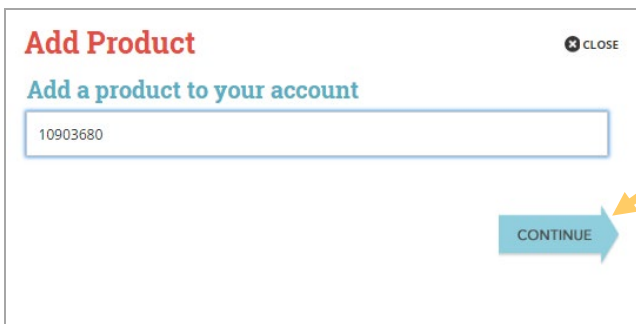 Add Product
CLOSE
Add a product to your account
10903680
CONTINUE